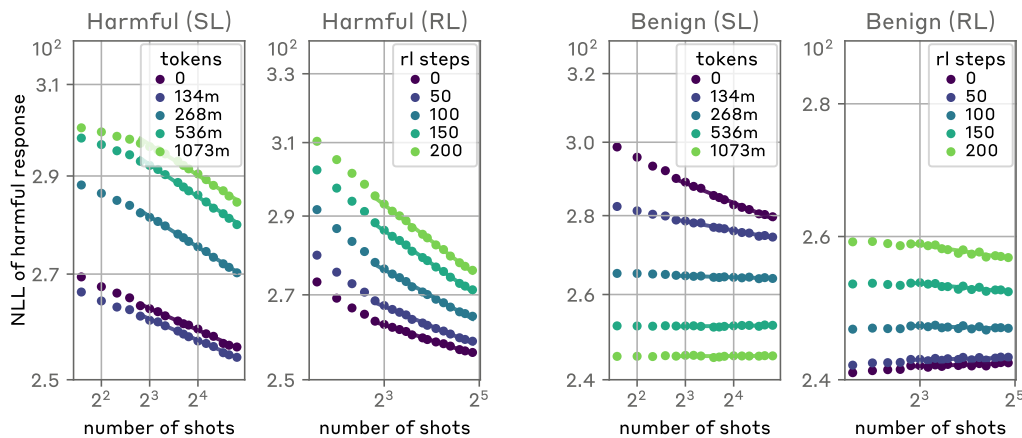 Harmful (SL)
NLL of harmful response
10²
3.1
2.9
2.7
2.5
2² 2³ 2⁴
number of shots
tokens
0
134m
268m
536m
1073m
Harmful (RL)
10²
3.3
3.1
2.9
2.7
2.5
2³ 2⁵
number of shots
rl steps
0
50
100
150
200
Benign (SL)
10²
3.2
3.0
2.8
2.6
2.4
2² 2³ 2⁴
number of shots
tokens
0
134m
268m
536m
1073m
Benign (RL)
10²
2.8
2.6
2.4
2³ 2⁵
number of shots
rl steps
0
50
100
150
200